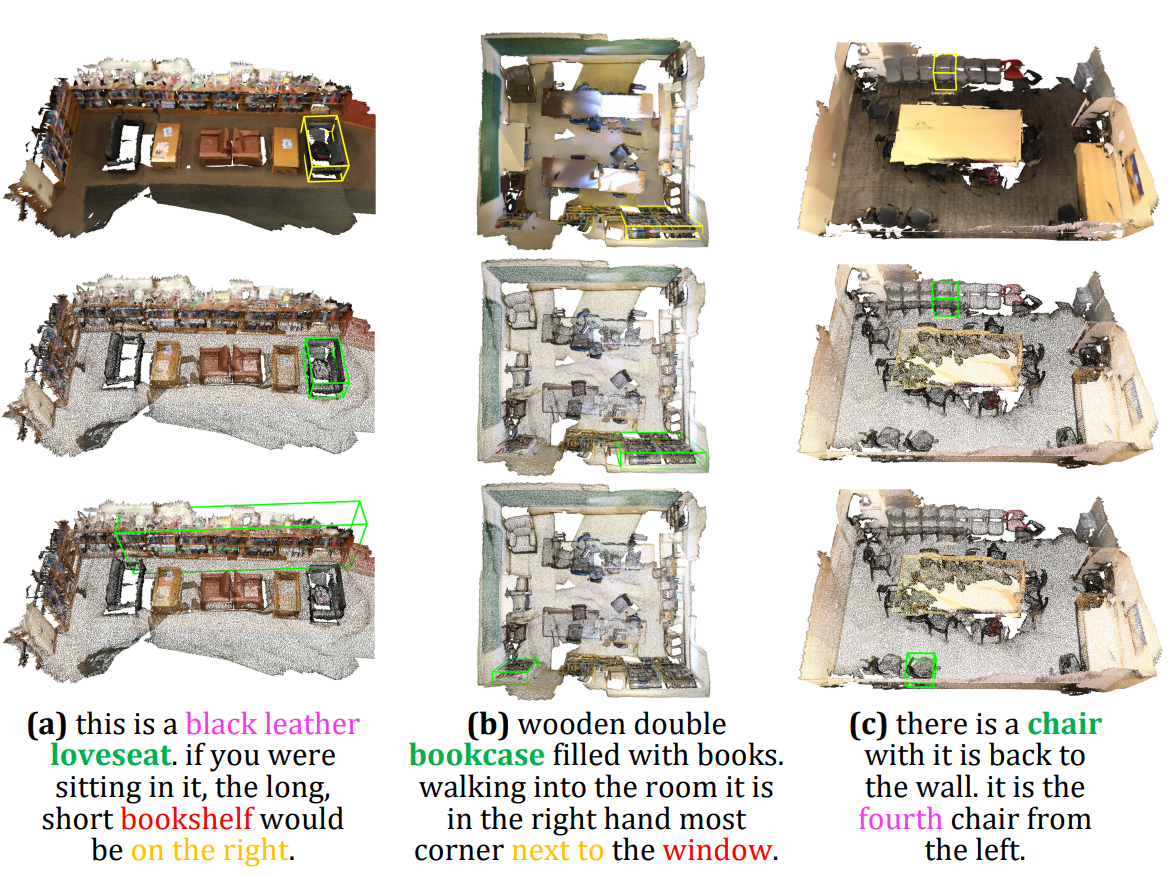 (a) this is a black leather
loveseat. if you were
sitting in it, the long,
short bookshelf would
be on the right.
(b) wooden double
bookcase filled with books.
walking into the room it is
in the right hand most
corner next to the window.
(c) there is a chair
with it is back to
the wall. it is the
fourth chair from
the left.